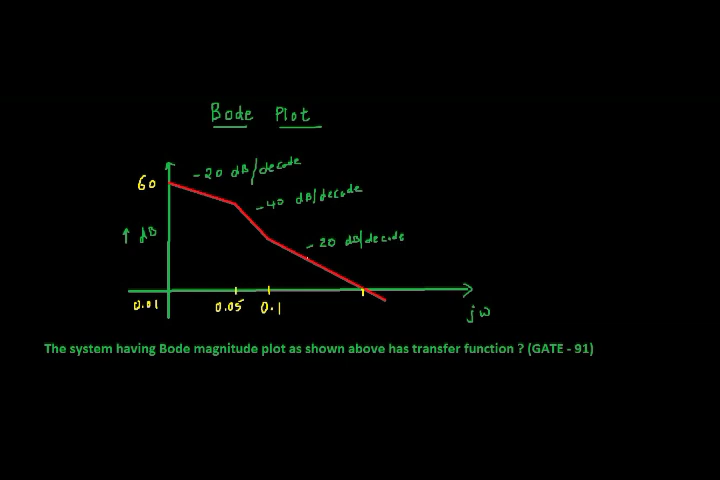 Bode Plot
-20 dB/decade
60
-40 dB/decade
↑ dB
-20 dB/decade
0.01 0.05 0.1
jω
The system having Bode magnitude plot as shown above has transfer function ? (GATE - 91)